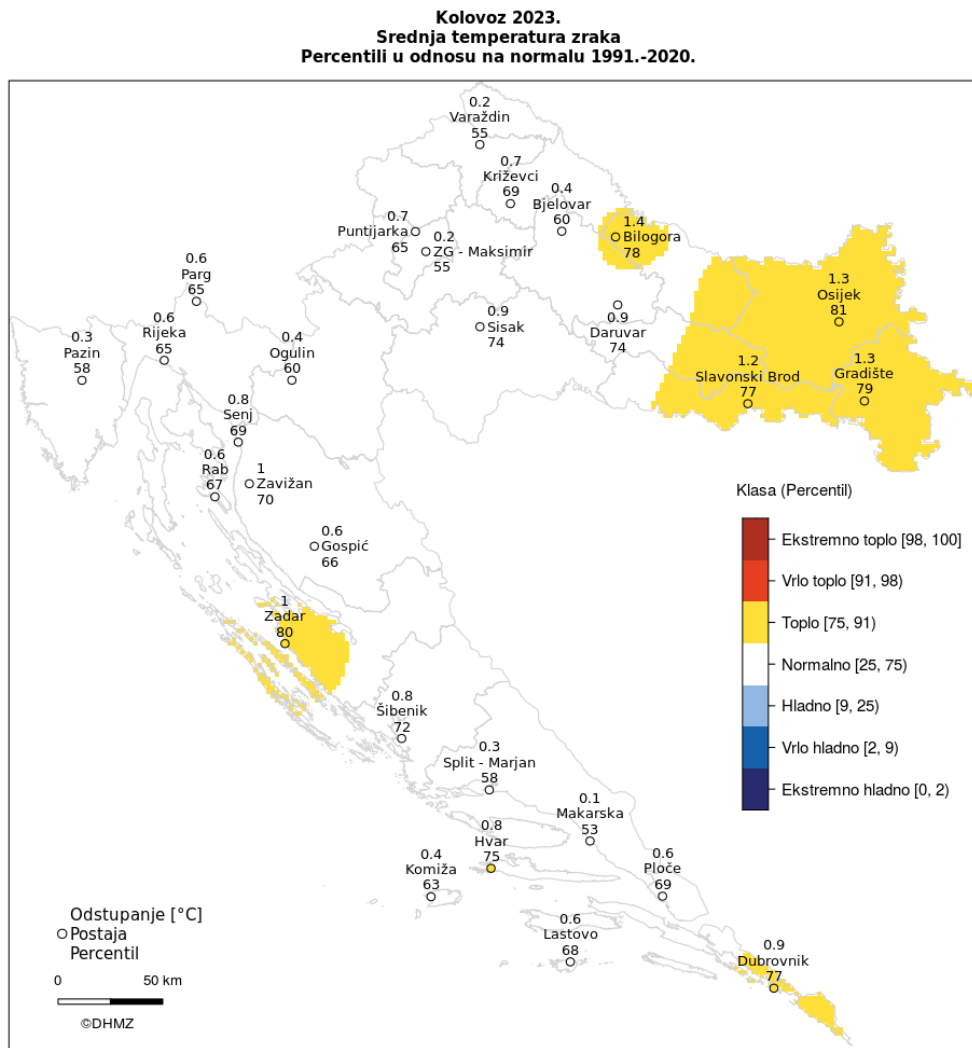 Kolovoz 2023.
Srednja temperatura zraka
Percentili u odnosu na normalu 1991.-2020.
0.2
Varaždin
55
0.7
Križevci
69
0.4
Bjelovar
60
1.4
Bilogora
78
0.7
Puntijarka
65
0.2
ZG - Maksimir
55
0.6
Parg
65
0.6
Rijeka
65
0.3
Pazin
58
0.4
Ogulin
60
0.9
Sisak
74
0.9
Daruvar
74
1.3
Osijek
81
1.2
Slavonski Brod
77
1.3
Gradište
79
0.8
Senj
69
0.6
Rab
67
1
Zavižan
70
0.6
Gospić
66
1
Zadar
80
0.8
Šibenik
72
0.3
Split - Marjan
58
0.1
Makarska
53
0.8
Hvar
75
0.4
Komiža
63
0.6
Ploče
69
0.6
Lastovo
68
0.9
Dubrovnik
77
Klasa (Percentil)
Ekstremno toplo [98, 100]
Vrlo toplo [91, 98)
Toplo [75, 91)
Normalno [25, 75)
Hladno [9, 25)
Vrlo hladno [2, 9)
Ekstremno hladno [0, 2)
Odstupanje [°C]
Postaja
Percentil
0 50 km
©DHMZ